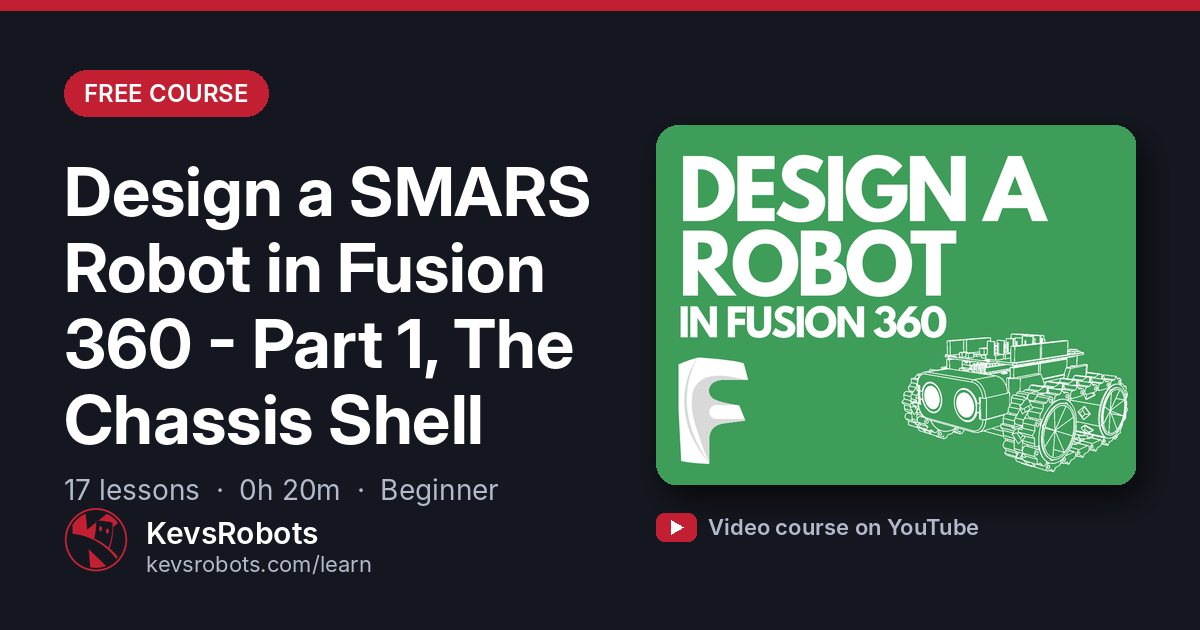 FREE COURSE
Design a SMARS
Robot in Fusion
360 - Part 1, The
Chassis Shell
17 lessons · 0h 20m · Beginner
KevsRobots
kevsrobots.com/learn
DESIGN A
ROBOT
IN FUSION 360
F
Video course on YouTube